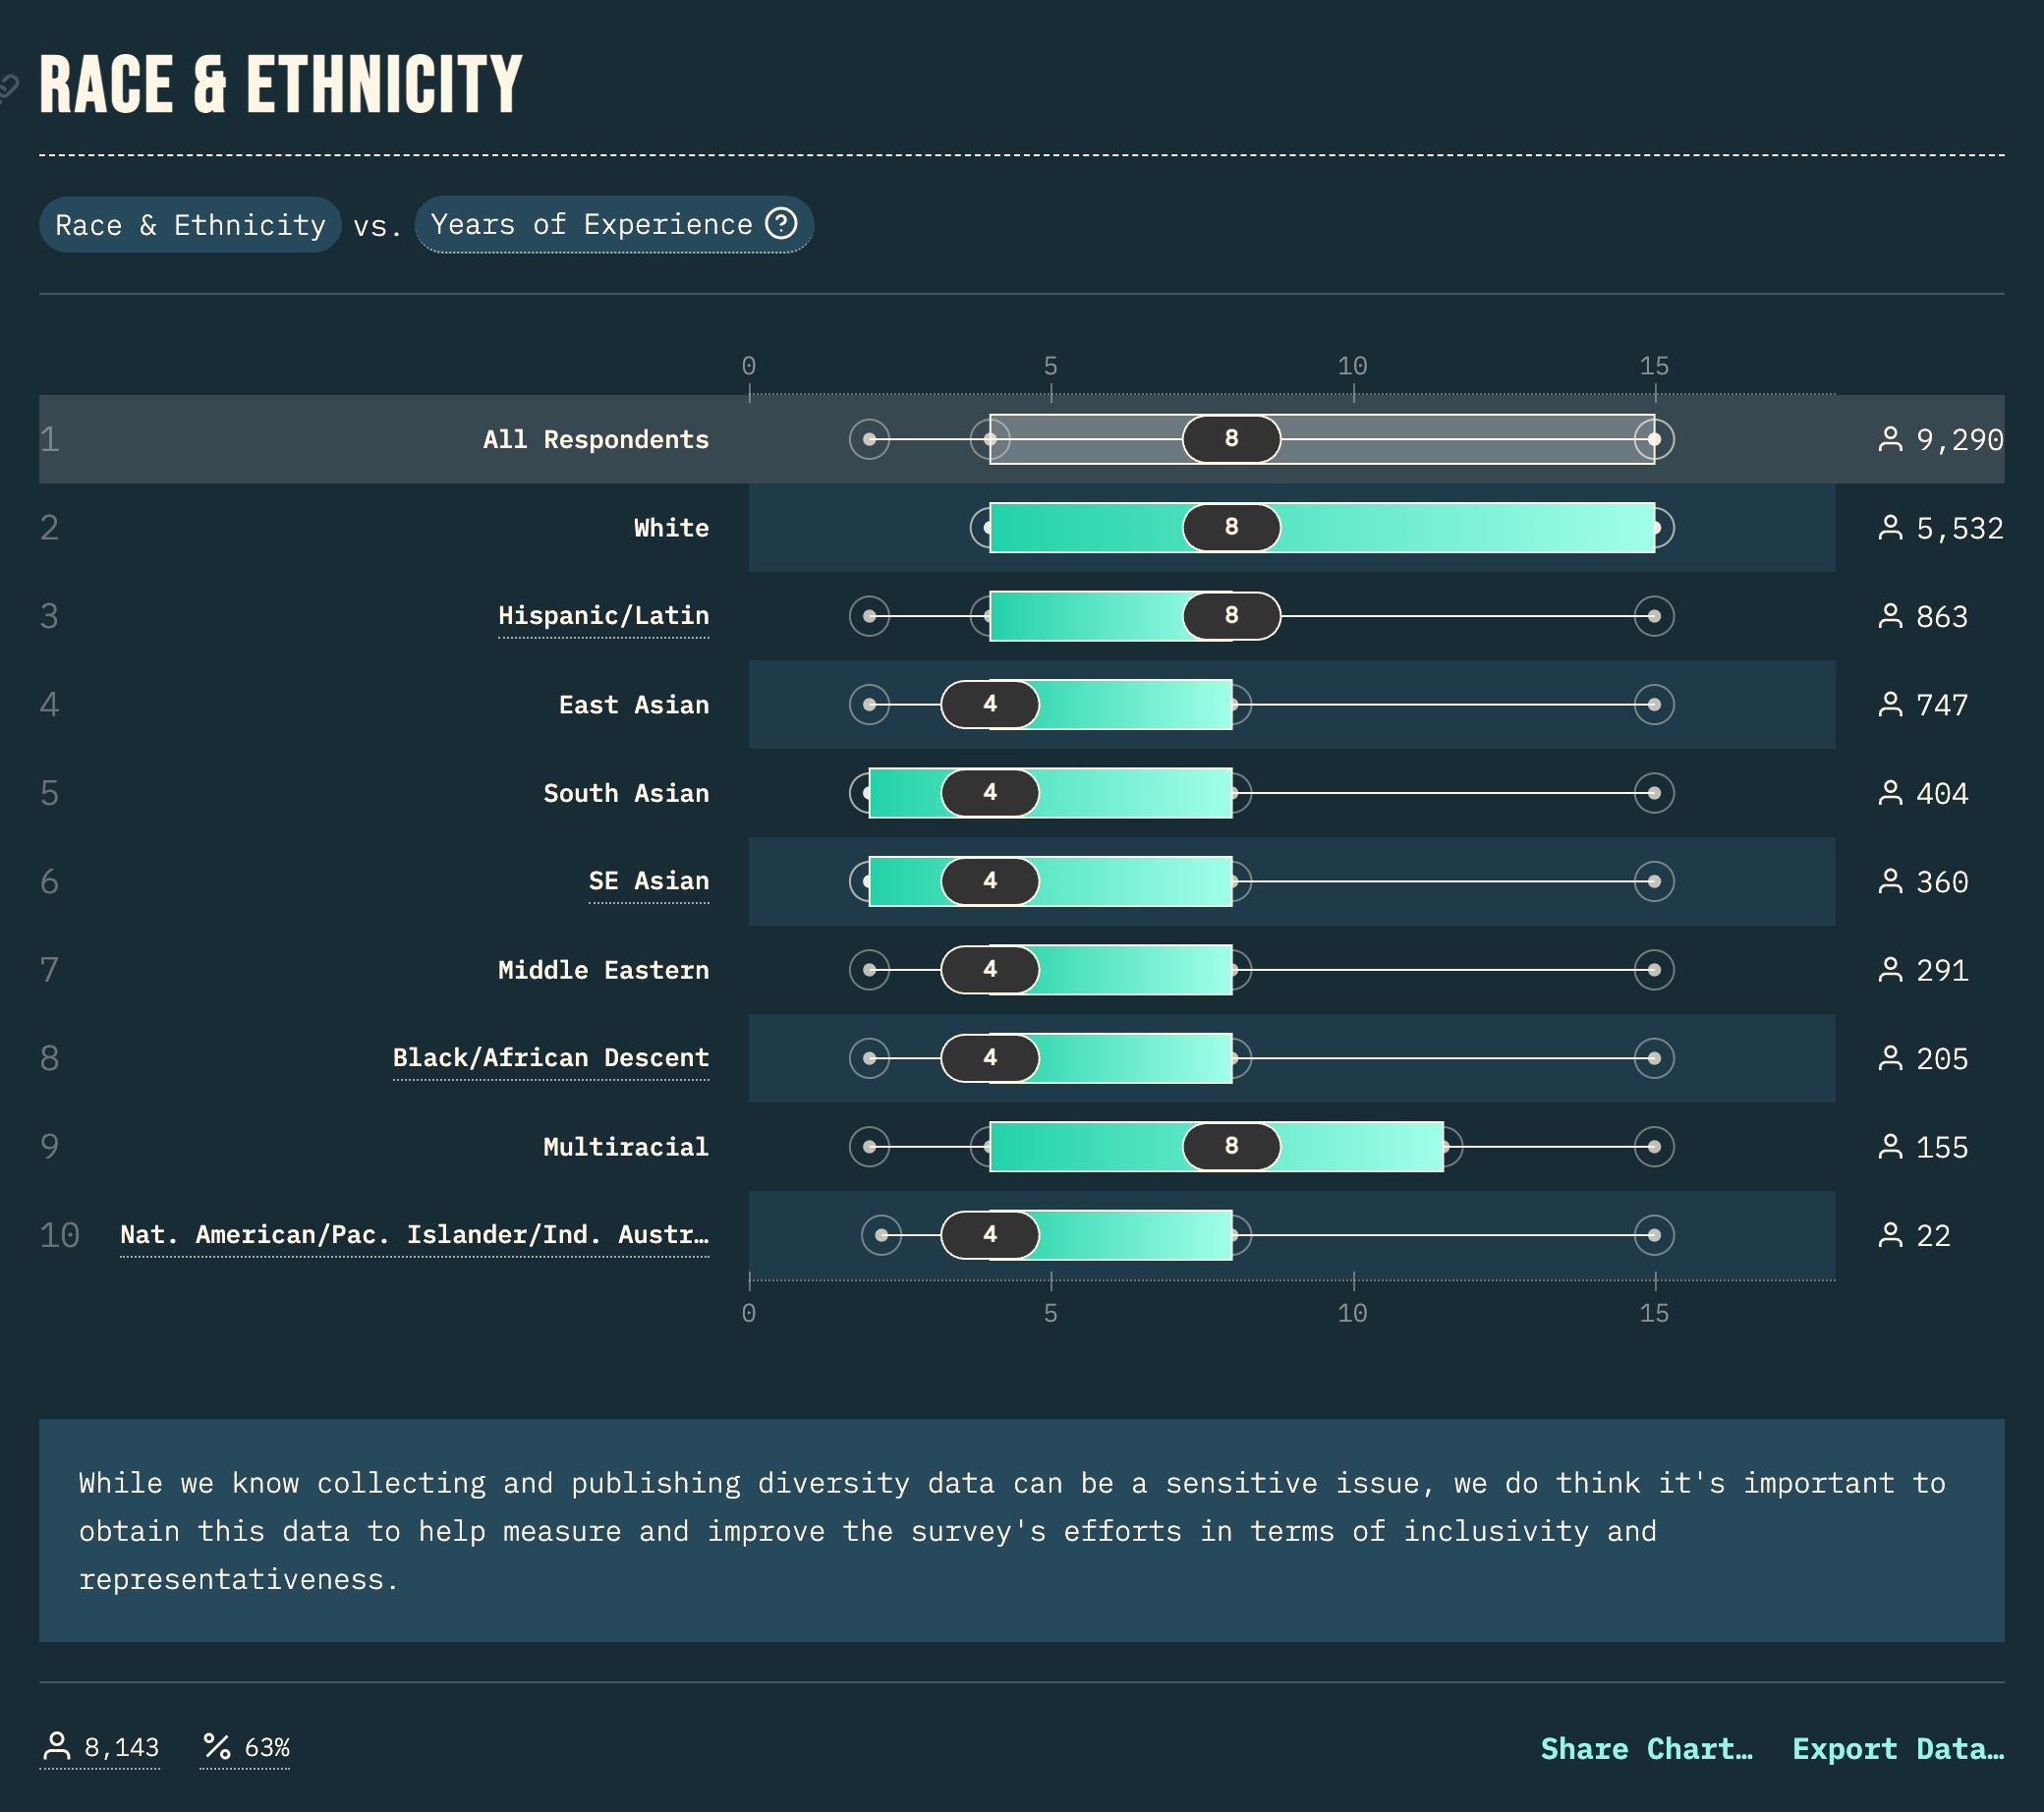 RACE & ETHNICITY
Race & Ethnicity vs. Years of Experience ?
0 5 10 15
1 All Respondents 8 9,290
2 White 8 5,532
3 Hispanic/Latin 8 863
4 East Asian 4 747
5 South Asian 4 404
6 SE Asian 4 360
7 Middle Eastern 4 291
8 Black/African Descent 4 205
9 Multiracial 8 155
10 Nat. American/Pac. Islander/Ind. Austr… 4 22
0 5 10 15
While we know collecting and publishing diversity data can be a sensitive issue, we do think it's important to
obtain this data to help measure and improve the survey's efforts in terms of inclusivity and
representativeness.
8,143 % 63% Share Chart… Export Data…